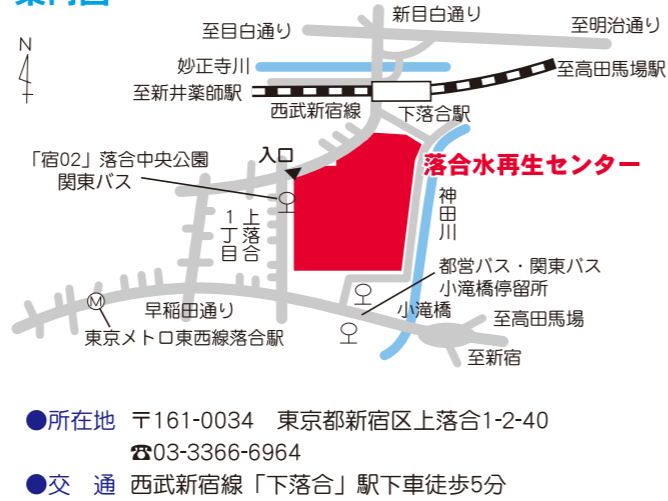 案内図
新目白通り
至目白通り
至明治通り
N
妙正寺川
至高田馬場駅
至新井薬師駅
西武新宿線
下落合駅
入口
落合水再生センター
「宿02」落合中央公園
関東バス
神田川
上落合
1丁目
都営バス・関東バス
小滝橋停留所
早稲田通り
小滝橋
M
至高田馬場
東京メトロ東西線落合駅
至新宿
●所在地 〒161-0034 東京都新宿区上落合1-2-40
☎03-3366-6964
●交 通 西武新宿線「下落合」駅下車徒歩5分